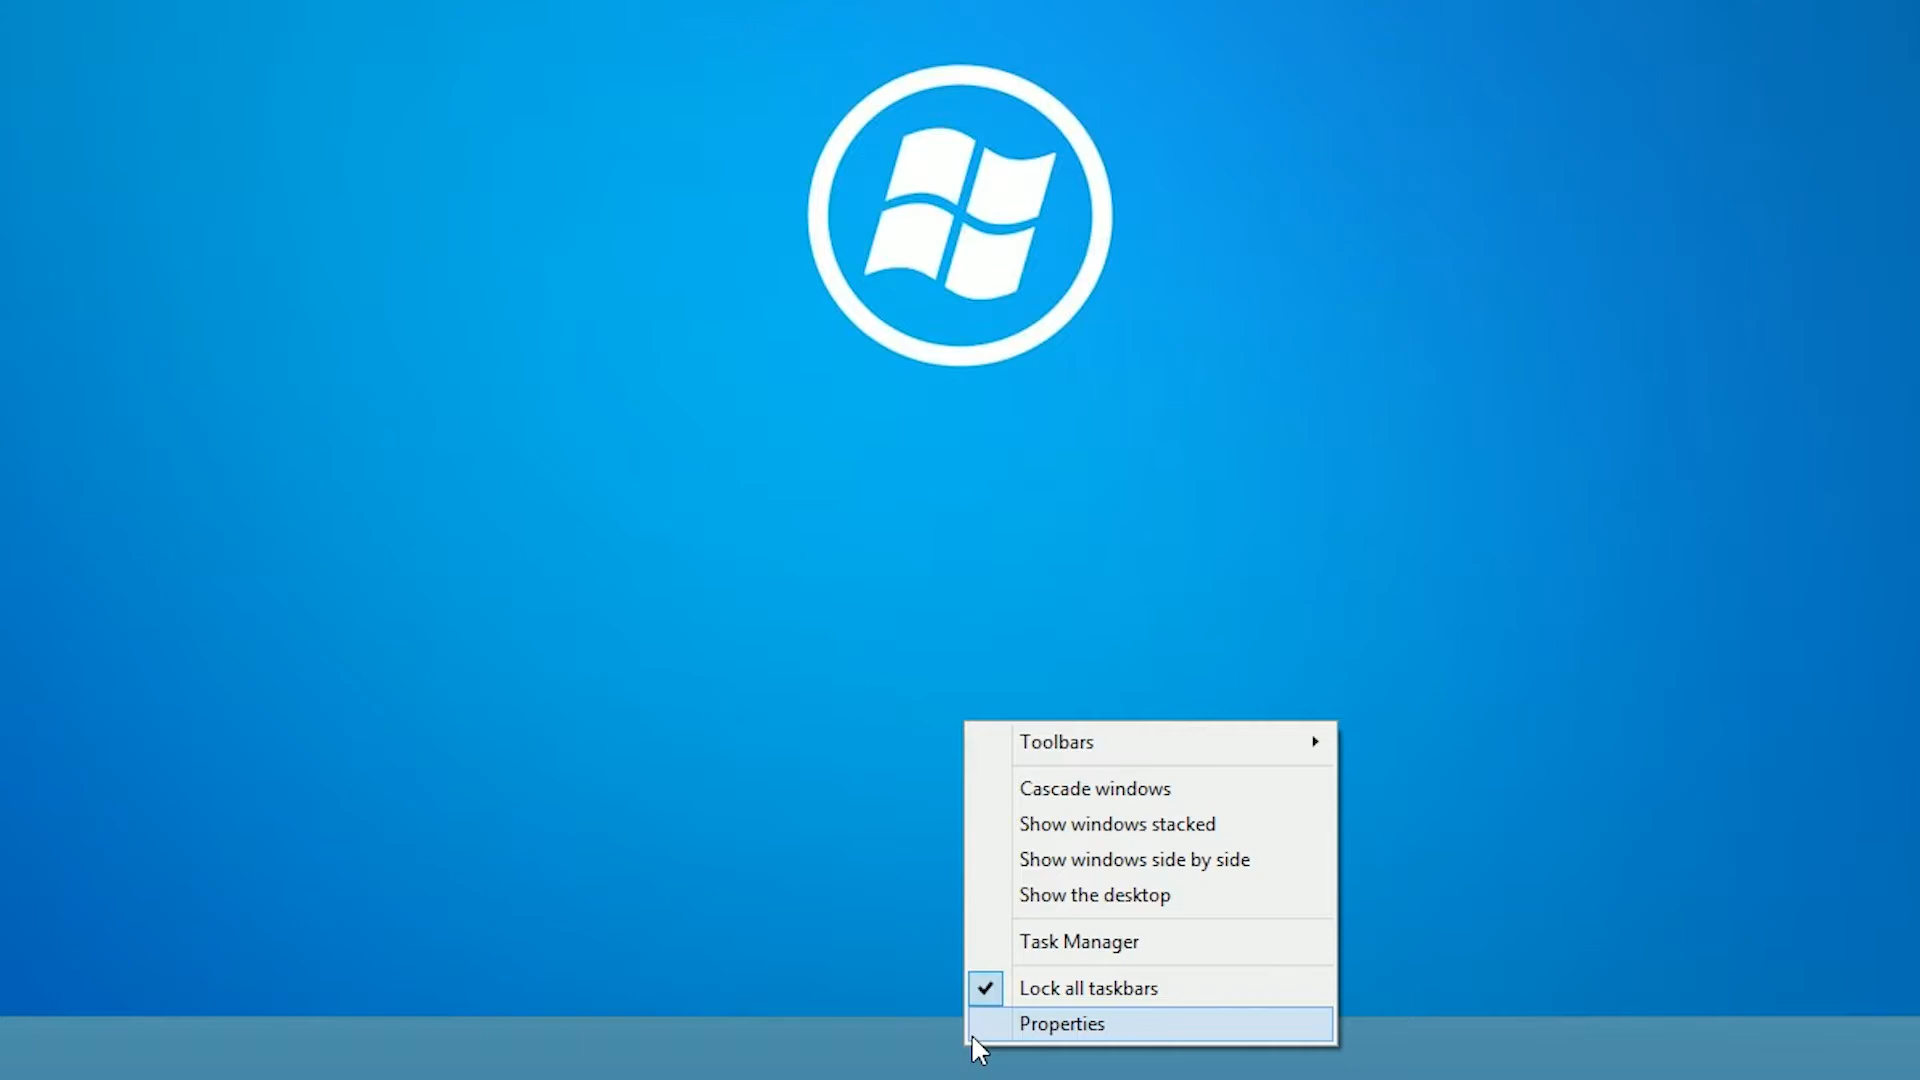 Toolbars
Cascade windows
Show windows stacked
Show windows side by side
Show the desktop
Task Manager
Lock all taskbars
Properties